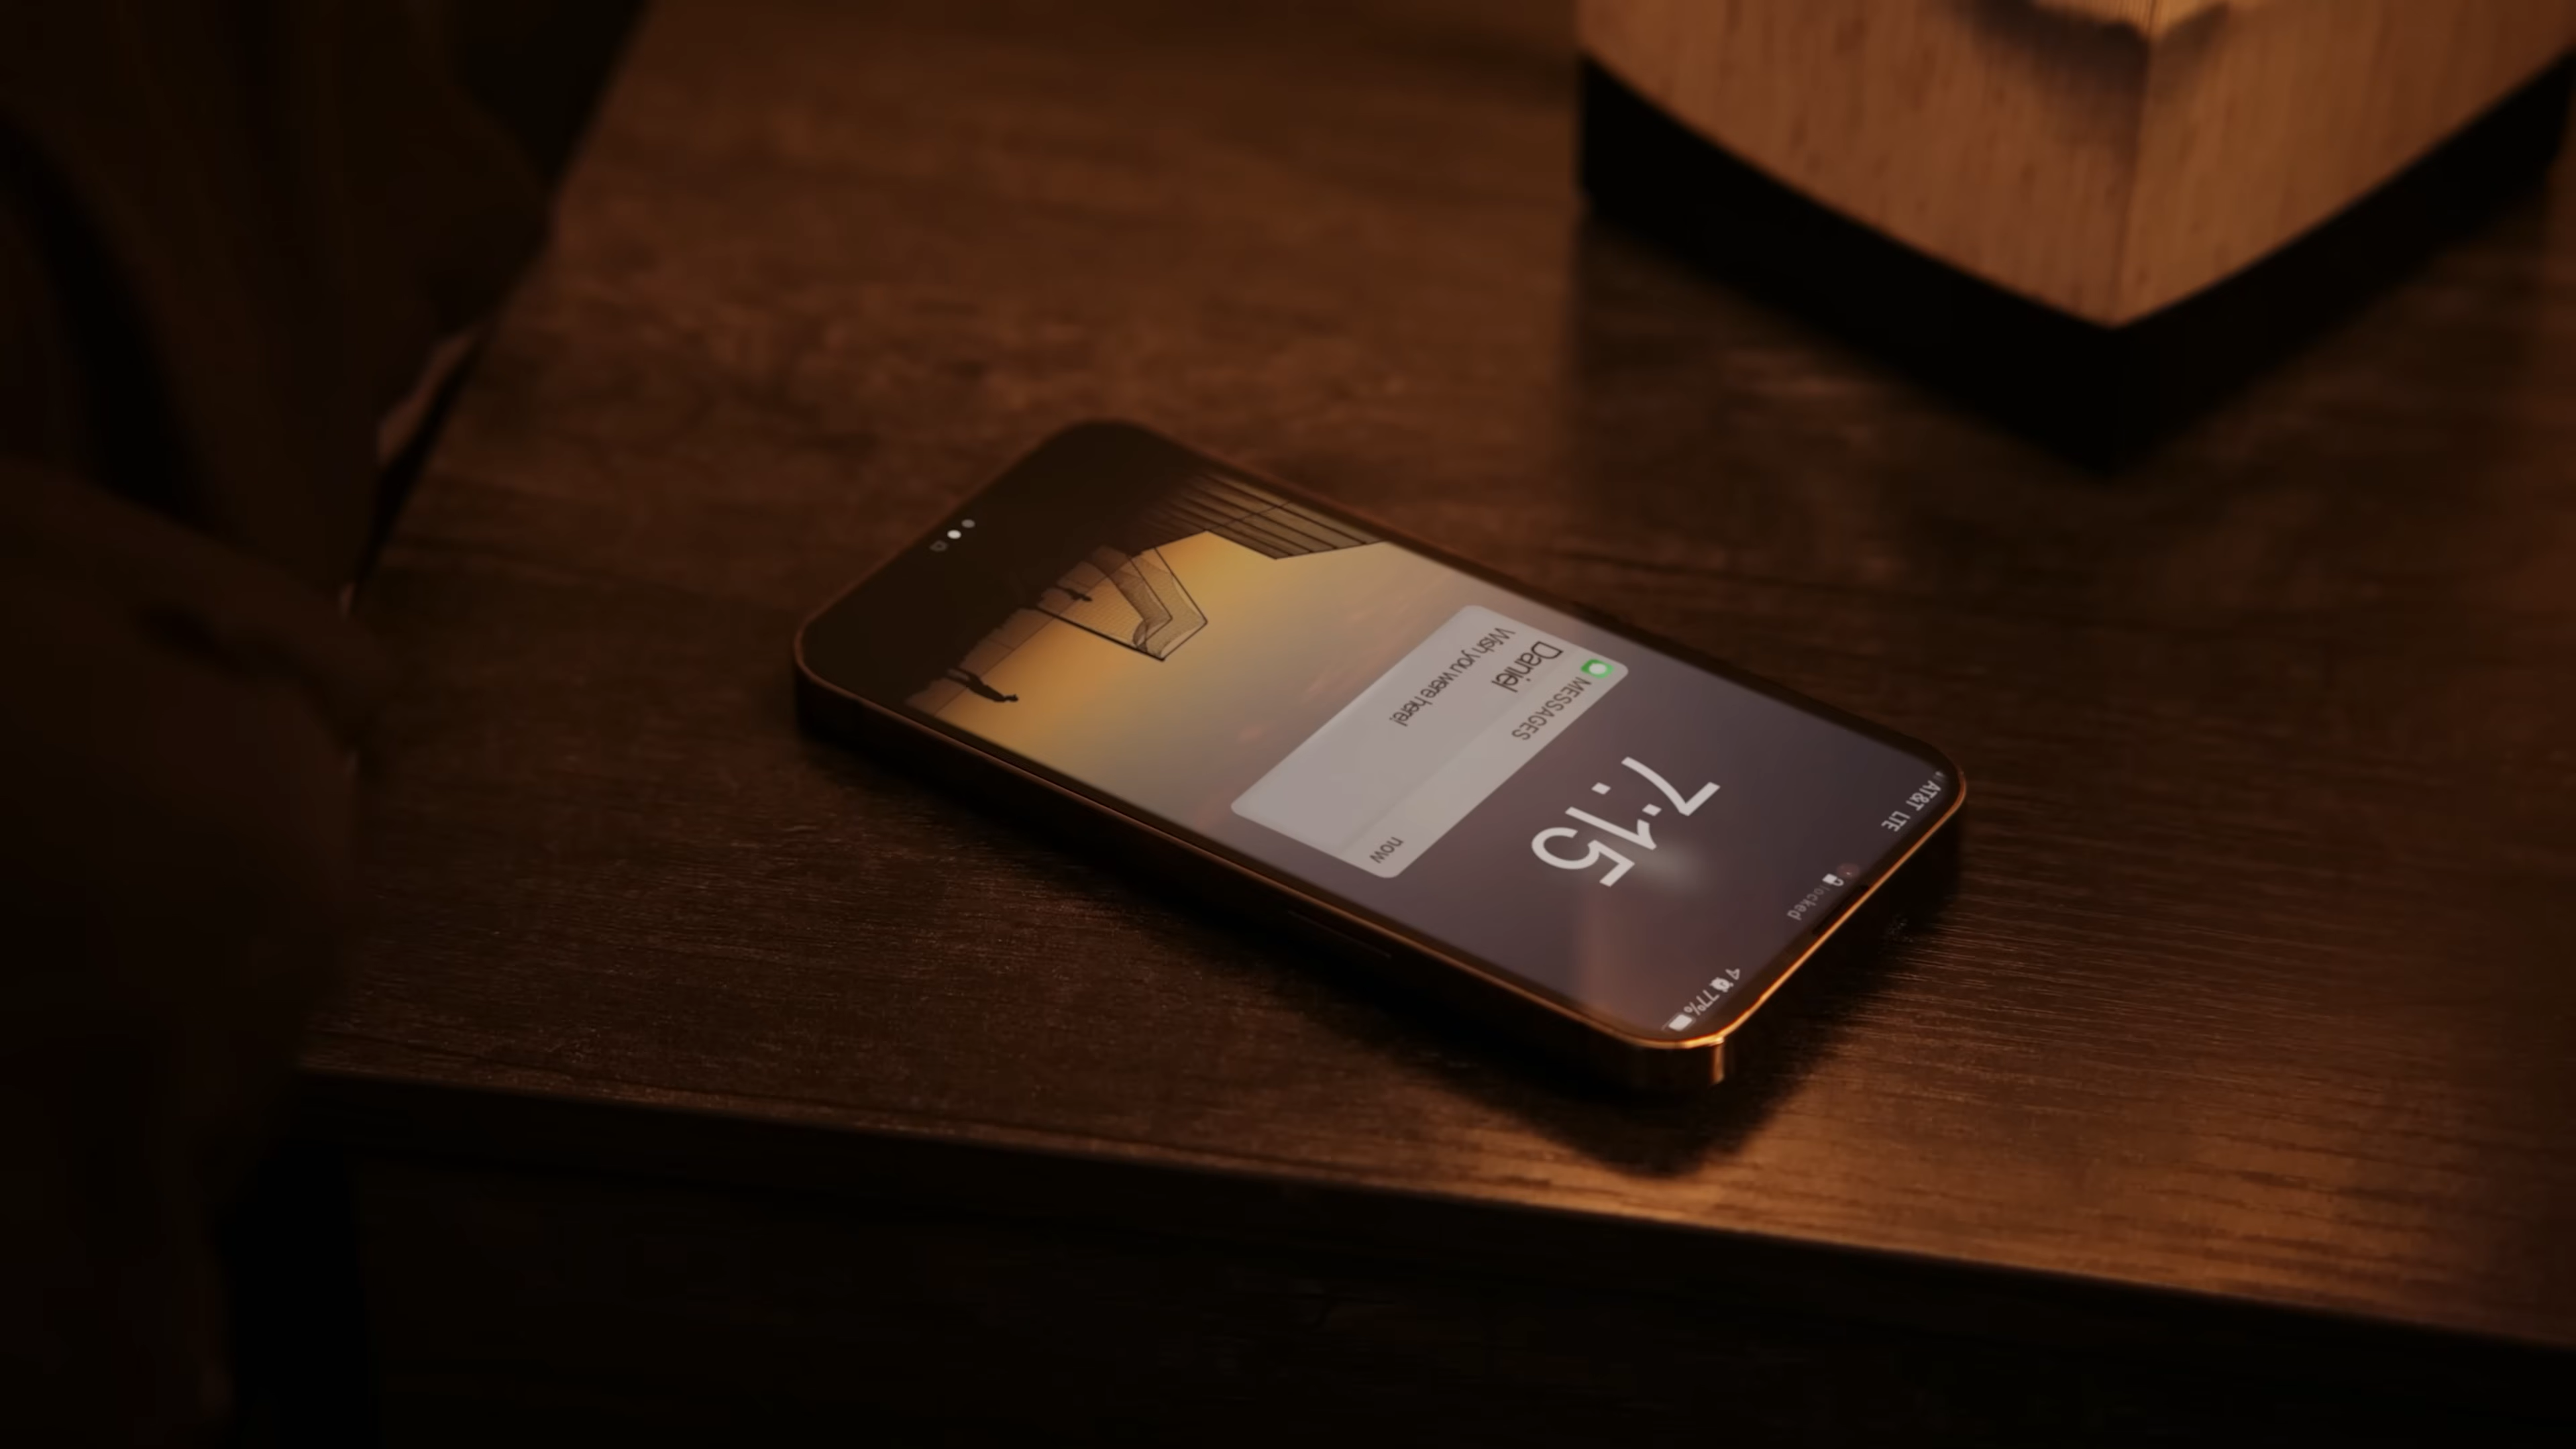 AT&T LTE
locked
77%
7:15
MESSAGES
now
Daniel
Wish you were here!